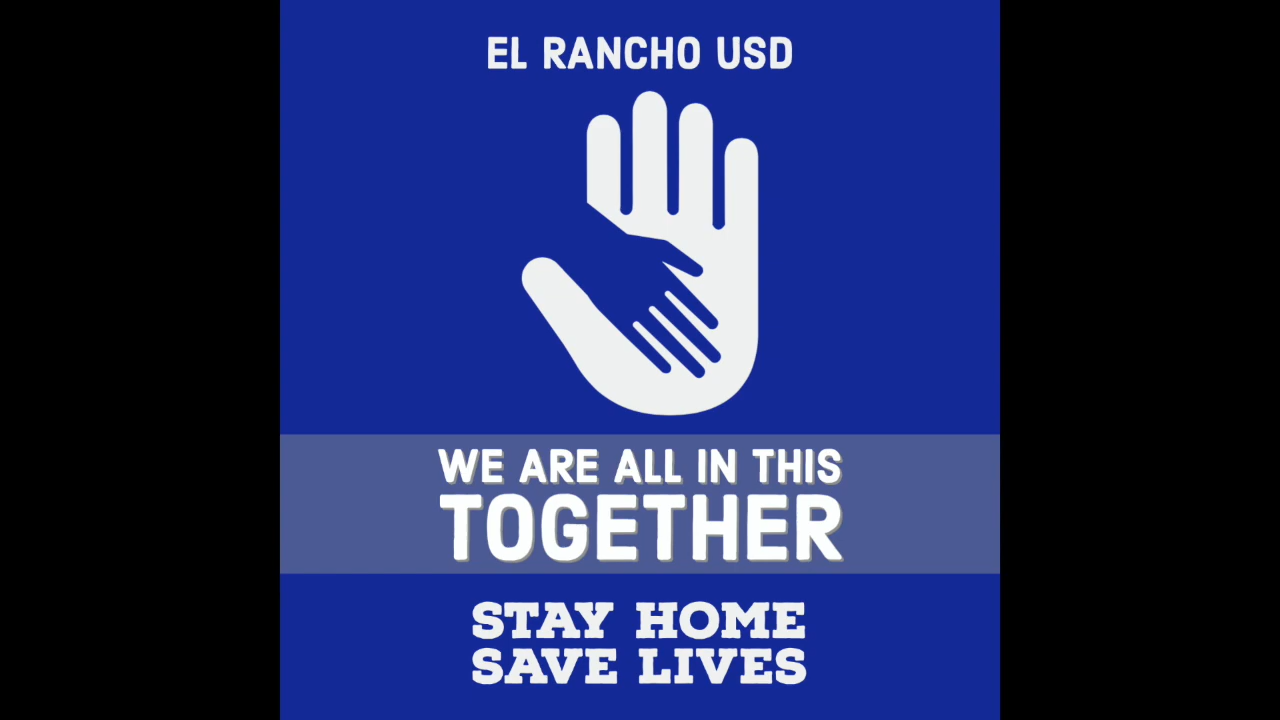 EL RANCHO USD
WE ARE ALL IN THIS
TOGETHER
STAY HOME
SAVE LIVES